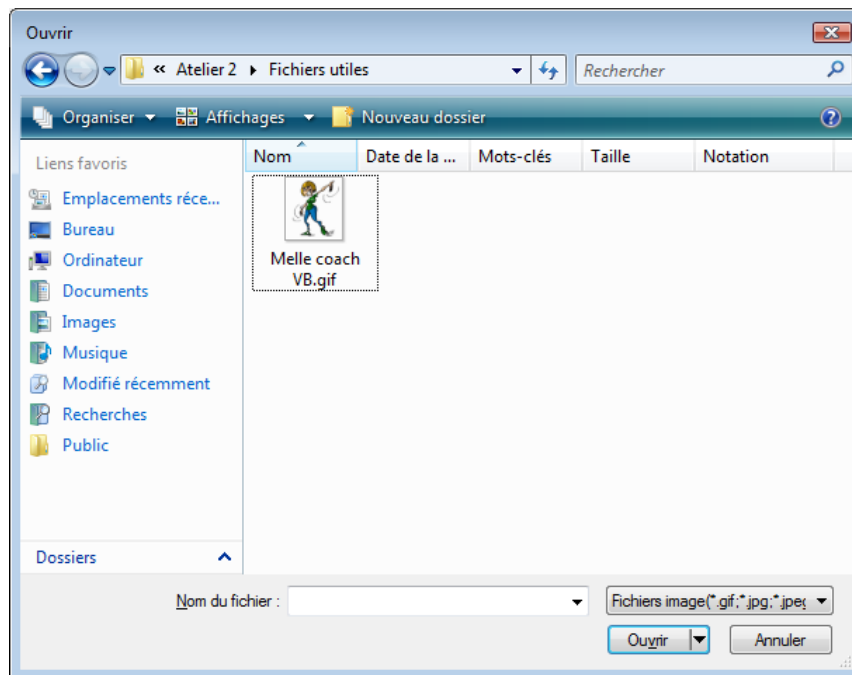 Ouvrir
« Atelier 2 Fichiers utiles Rechercher
Organiser Affichages Nouveau dossier
Liens favoris
Nom Date de la ... Mots-clés Taille Notation
Emplacements réce...
Bureau
Ordinateur
Documents
Images
Musique
Modifié récemment
Recherches
Public
Melle coach
VB.gif
Dossiers
Nom du fichier :
Fichiers image(*.gif;*.jpg;*.jpeg
Ouvrir Annuler